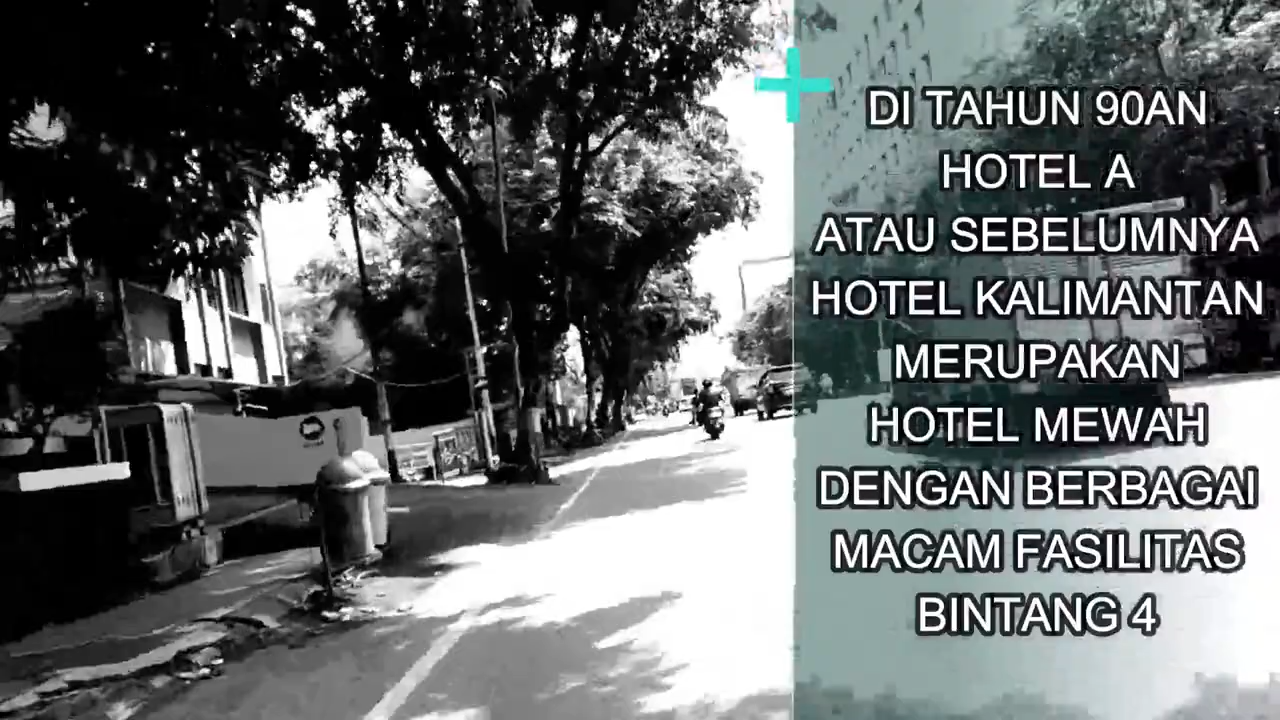 DI TAHUN 90AN
HOTEL A
ATAU SEBELUMNYA
HOTEL KALIMANTAN
MERUPAKAN
HOTEL MEWAH
DENGAN BERBAGAI
MACAM FASILITAS
BINTANG 4